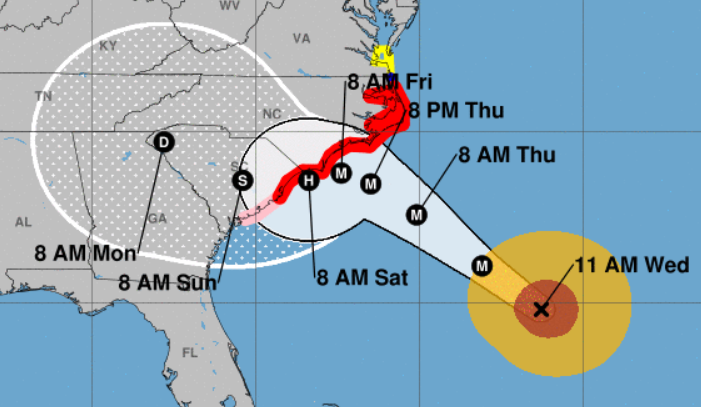 WV
KY
VA
8 AM Fri
TN
8 PM Thu
NC
M
M
8 AM Thu
D
S
H
M
GA
AL
8 AM Mon
8 AM Sun
8 AM Sat
M
11 AM Wed
FL